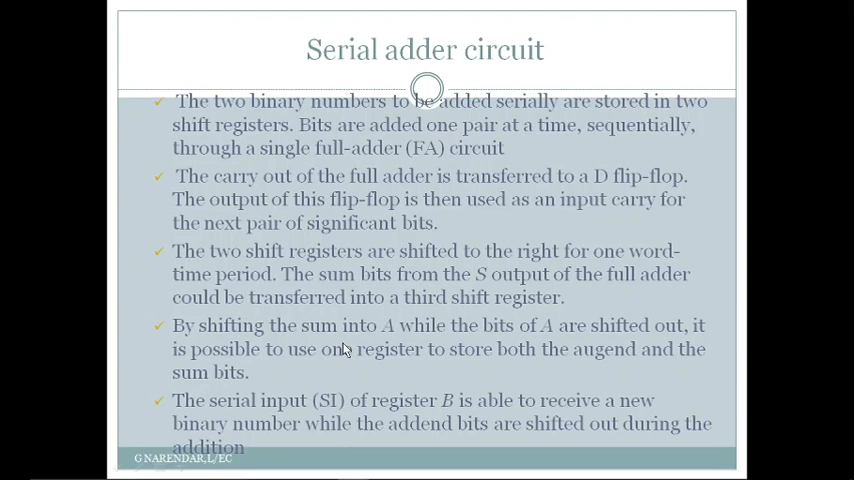 Serial adder circuit
The two binary numbers to be added serially are stored in two
shift registers. Bits are added one pair at a time, sequentially,
through a single full-adder (FA) circuit
The carry out of the full adder is transferred to a D flip-flop.
The output of this flip-flop is then used as an input carry for
the next pair of significant bits.
The two shift registers are shifted to the right for one word-
time period. The sum bits from the S output of the full adder
could be transferred into a third shift register.
By shifting the sum into A while the bits of A are shifted out, it
is possible to use one register to store both the augend and the
sum bits.
The serial input (SI) of register B is able to receive a new
binary number while the addend bits are shifted out during the
addition
G NARENDAR,L/EC